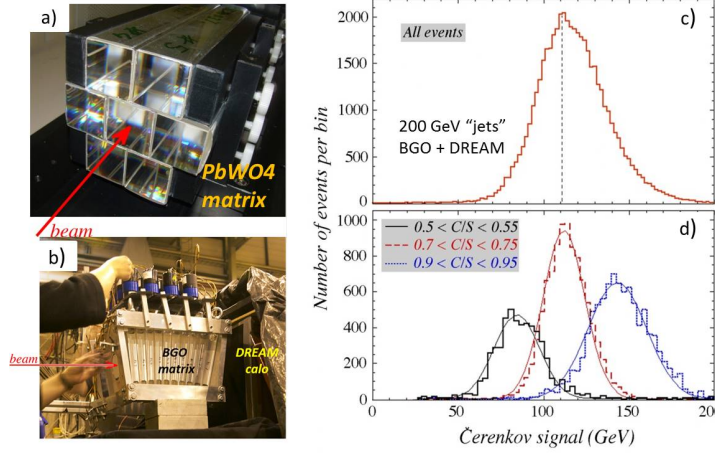 a)
PbWO4
matrix
beam
b)
beam
BGO
matrix
DREAM
calo
c)
All events
200 GeV “jets”
BGO + DREAM
2000
1500
1000
500
0
Number of events per bin
d)
0.5 < C/S < 0.55
0.7 < C/S < 0.75
0.9 < C/S < 0.95
1000
800
600
400
200
0
0 50 100 150 200
Čerenkov signal (GeV)